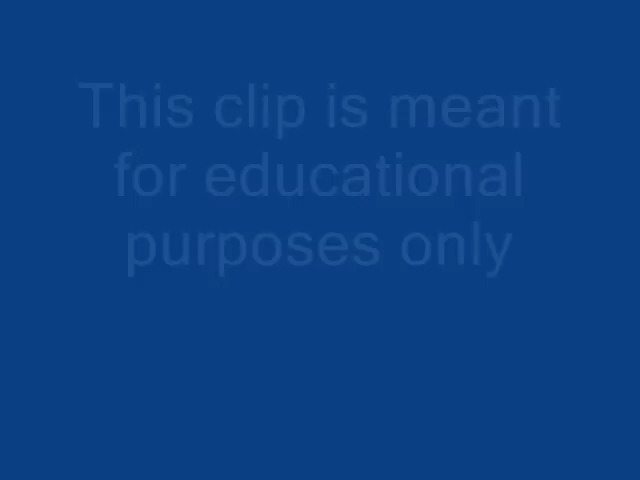 This clip is meant
for educational
purposes only